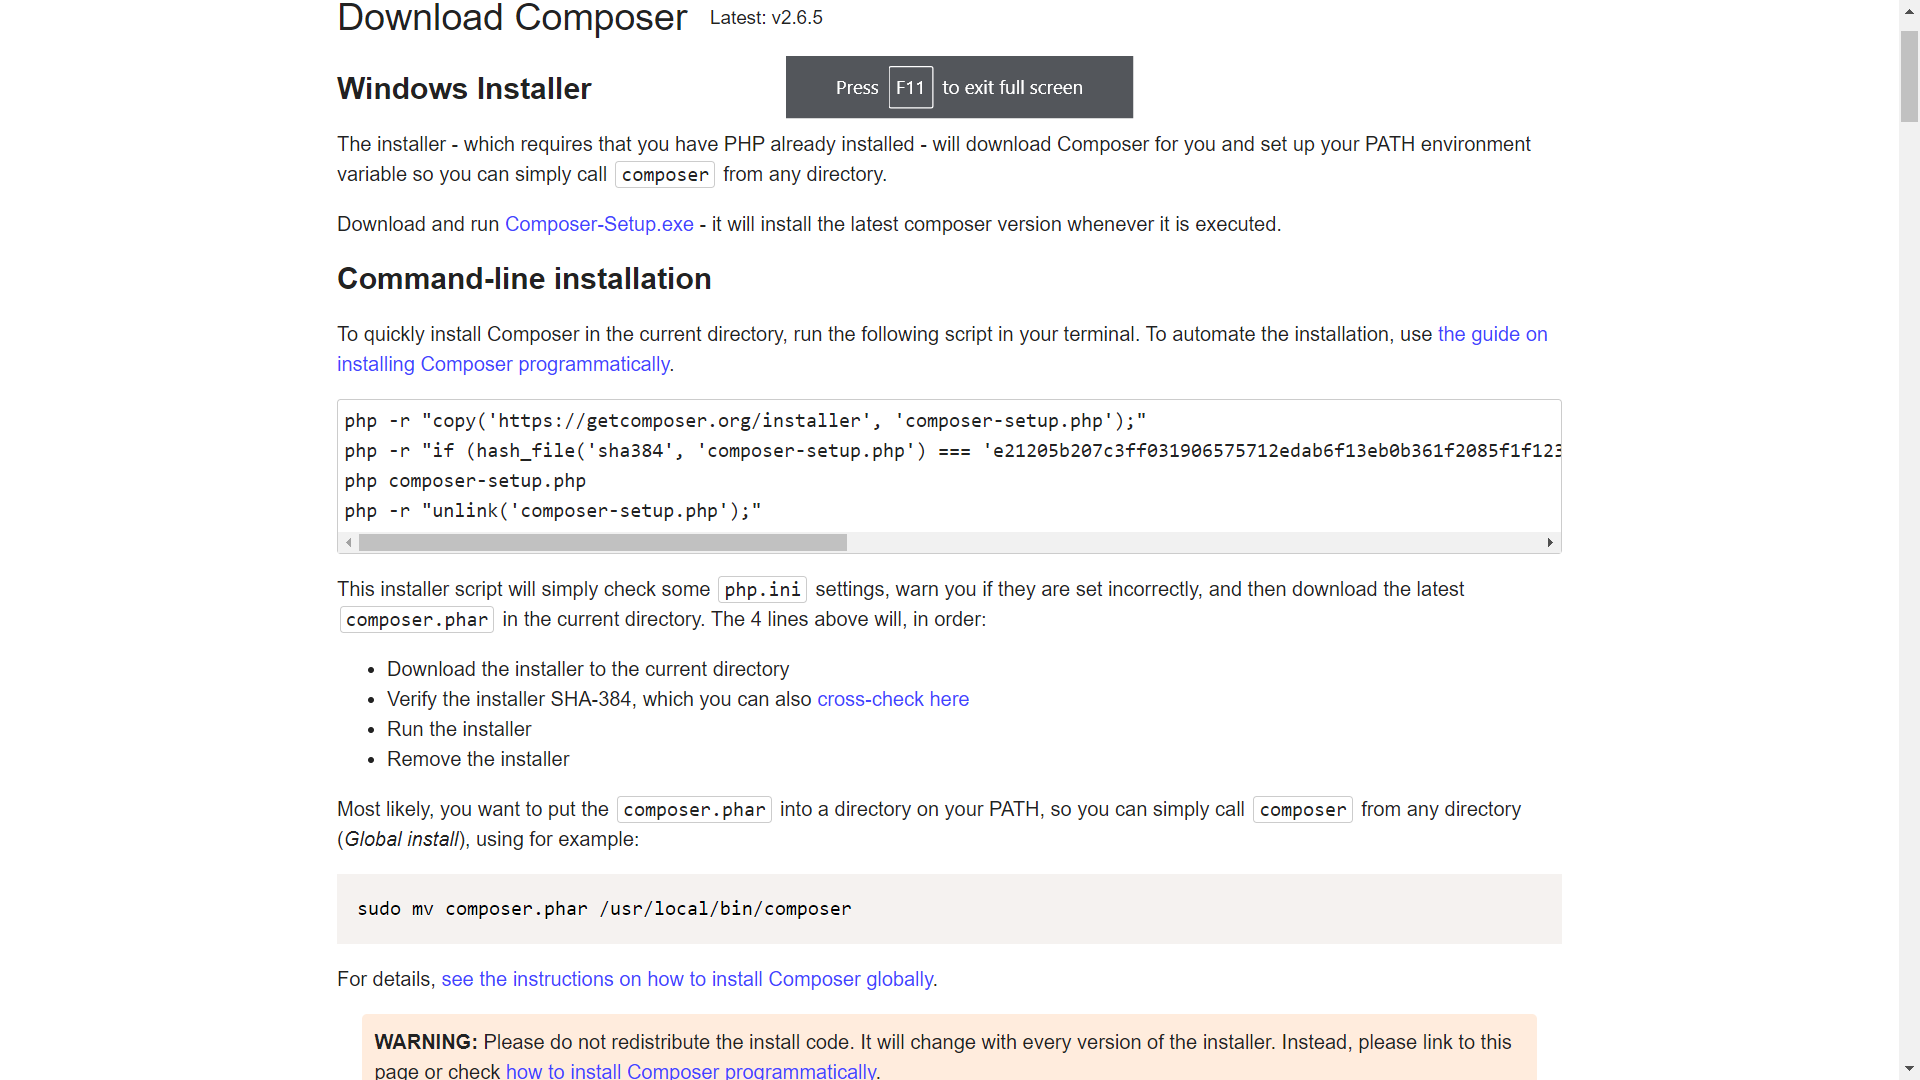 Download Composer Latest: v2.6.5
Windows Installer
Press F11 to exit full screen
The installer - which requires that you have PHP already installed - will download Composer for you and set up your PATH environment
variable so you can simply call composer from any directory.
Download and run Composer-Setup.exe - it will install the latest composer version whenever it is executed.
Command-line installation
To quickly install Composer in the current directory, run the following script in your terminal. To automate the installation, use the guide on
installing Composer programmatically.
php -r "copy('https://getcomposer.org/installer', 'composer-setup.php');"
php -r "if (hash_file('sha384', 'composer-setup.php') === 'e21205b207c3ff031906575712edab6f13eb0b361f2085f1f123
php composer-setup.php
php -r "unlink('composer-setup.php');"
This installer script will simply check some php.ini settings, warn you if they are set incorrectly, and then download the latest
composer.phar in the current directory. The 4 lines above will, in order:
• Download the installer to the current directory
• Verify the installer SHA-384, which you can also cross-check here
• Run the installer
• Remove the installer
Most likely, you want to put the composer.phar into a directory on your PATH, so you can simply call composer from any directory
(Global install), using for example:
sudo mv composer.phar /usr/local/bin/composer
For details, see the instructions on how to install Composer globally.
WARNING: Please do not redistribute the install code. It will change with every version of the installer. Instead, please link to this
page or check how to install Composer programmatically.